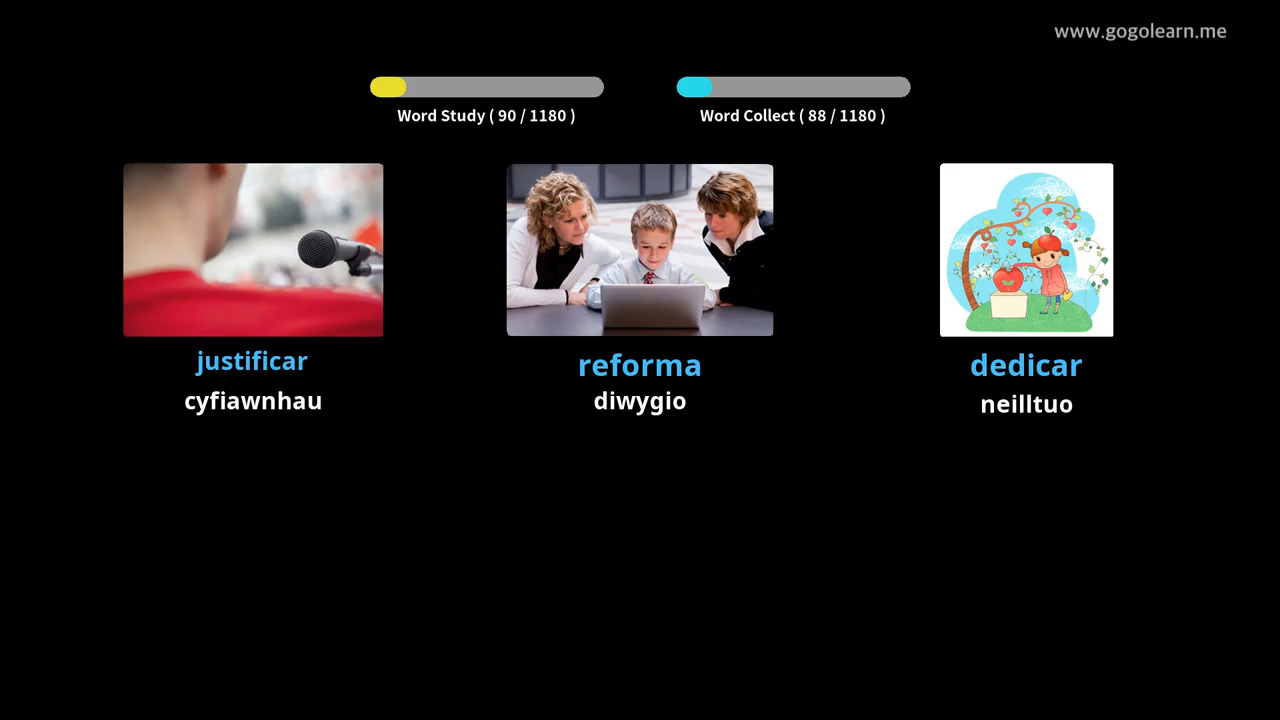 www.gogolearn.me
Word Study ( 90 / 1180 )
Word Collect ( 88 / 1180 )
justificar
cyfiawnhau
reforma
diwygio
dedicar
neilltuo